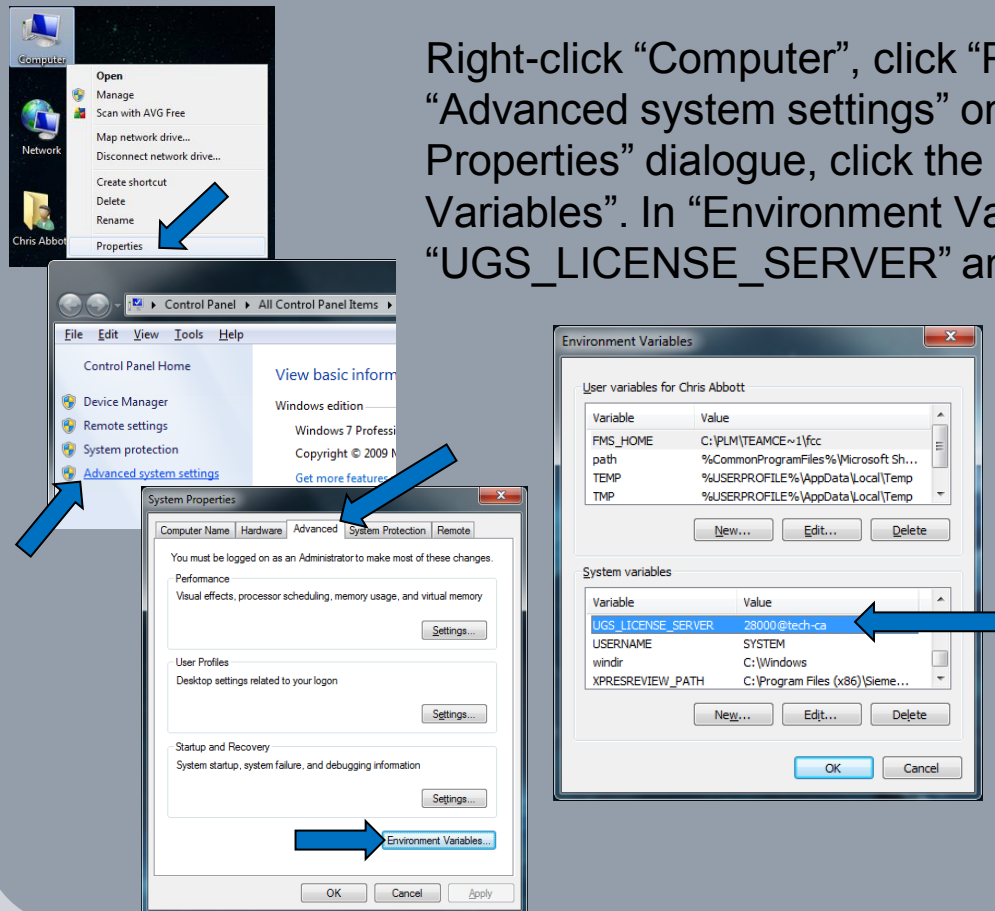 Computer
Open
Manage
Scan with AVG Free
Map network drive...
Disconnect network drive...
Create shortcut
Delete
Rename
Properties
Network
Chris Abbot
Right-click “Computer”, click “
“Advanced system settings”
Properties” dialogue, click the
Variables”. In “Environment
“UGS_LICENSE_SERVER”
Control Panel All Control Panel Items
File Edit View Tools Help
Control Panel Home
Device Manager
Remote settings
System protection
Advanced system settings
View basic
Windows edition
Windows 7
Copyright © 2009
Get more features
System Properties
Computer Name Hardware Advanced System Protection Remote
You must be logged on as an Administrator to make most of these changes.
Performance
Visual effects, processor scheduling, memory usage, and virtual memory
Settings...
User Profiles
Desktop settings related to your logon
Settings...
Startup and Recovery
System startup, system failure, and debugging information
Settings...
Environment Variables...
OK Cancel Apply
Environment Variables
User variables for Chris Abbott
Variable Value
FMS_HOME C:\PLM\TEAMCE~1\fcc
path %CommonProgramFiles%\Microsoft Sh...
TEMP %USERPROFILE%\AppData\Local\Temp
TMP %USERPROFILE%\AppData\Local\Temp
New... Edit... Delete
System variables
Variable Value
UGS_LICENSE_SERVER 28000@tech-ca
USERNAME SYSTEM
windir C:\Windows
XPRESREVIEW_PATH C:\Program Files (x86)\Sieme...
New... Edit... Delete
OK Cancel